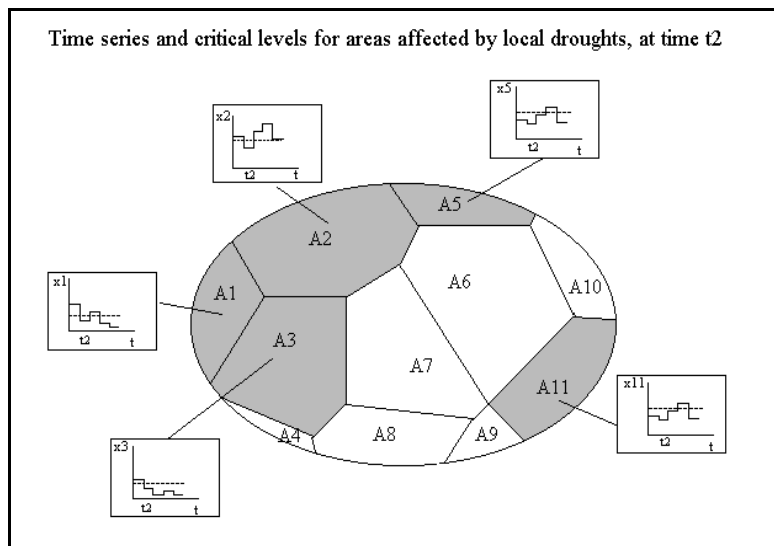 Time series and critical levels for areas affected by local droughts, at time t2
x5
t2 t
x2
t2 t
A5
A2
A6
A10
x1
t2 t
A1
A3
A7
A11
x11
t2 t
A4
A8
A9
x3
t2 t